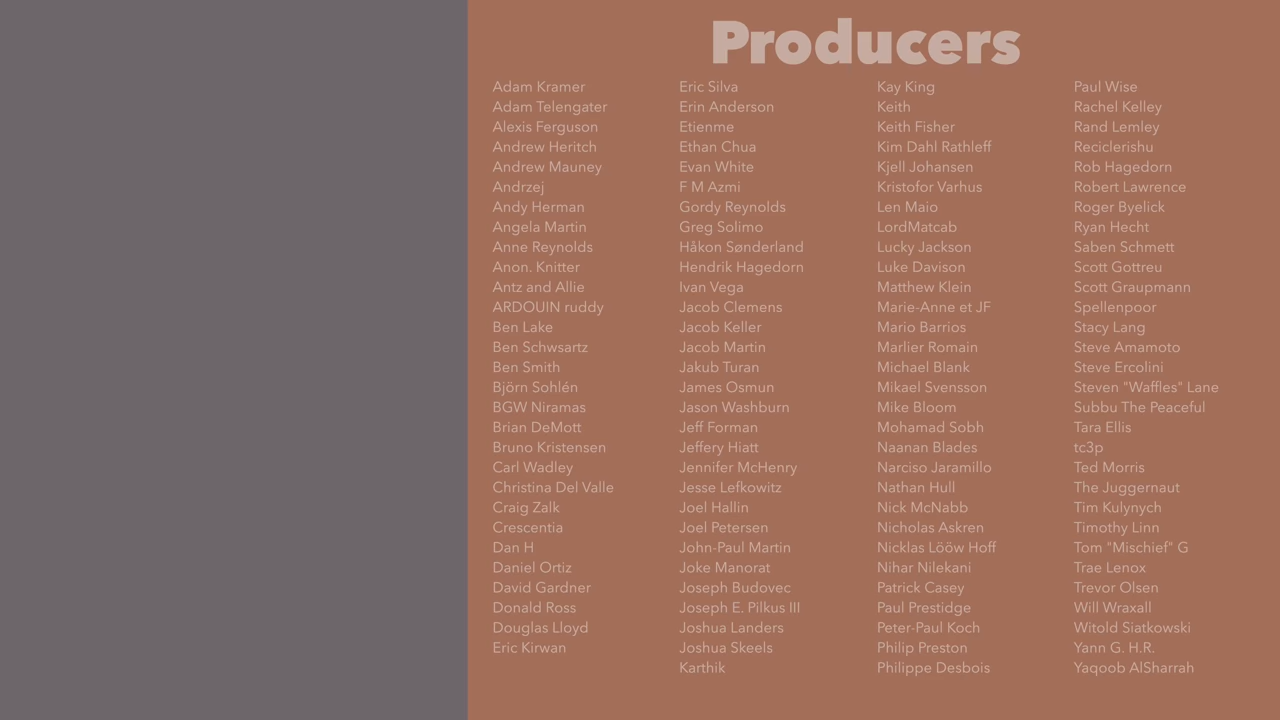 Producers
Adam Kramer
Adam Telengater
Alexis Ferguson
Andrew Heritch
Andrew Mauney
Andrzej
Andy Herman
Angela Martin
Anne Reynolds
Anon. Knitter
Antz and Allie
ARDOUIN ruddy
Ben Lake
Ben Schwsartz
Ben Smith
Björn Sohlén
BGW Niramas
Brian DeMott
Bruno Kristensen
Carl Wadley
Christina Del Valle
Craig Zalk
Crescentia
Dan H
Daniel Ortiz
David Gardner
Donald Ross
Douglas Lloyd
Eric Kirwan
Eric Silva
Erin Anderson
Etienme
Ethan Chua
Evan White
F M Azmi
Gordy Reynolds
Greg Solimo
Håkon Sønderland
Hendrik Hagedorn
Ivan Vega
Jacob Clemens
Jacob Keller
Jacob Martin
Jakub Turan
James Osmun
Jason Washburn
Jeff Forman
Jeffery Hiatt
Jennifer McHenry
Jesse Lefkowitz
Joel Hallin
Joel Petersen
John-Paul Martin
Joke Manorat
Joseph Budovec
Joseph E. Pilkus III
Joshua Landers
Joshua Skeels
Karthik
Kay King
Keith
Keith Fisher
Kim Dahl Rathleff
Kjell Johansen
Kristofor Varhus
Len Maio
LordMatcab
Lucky Jackson
Luke Davison
Matthew Klein
Marie-Anne et JF
Mario Barrios
Marlier Romain
Michael Blank
Mikael Svensson
Mike Bloom
Mohamad Sobh
Naanan Blades
Narciso Jaramillo
Nathan Hull
Nick McNabb
Nicholas Askren
Nicklas Lööw Hoff
Nihar Nilekani
Patrick Casey
Paul Prestidge
Peter-Paul Koch
Philip Preston
Philippe Desbois
Paul Wise
Rachel Kelley
Rand Lemley
Reciclerishu
Rob Hagedorn
Robert Lawrence
Roger Byelick
Ryan Hecht
Saben Schmett
Scott Gottreu
Scott Graupmann
Spellenpoor
Stacy Lang
Steve Amamoto
Steve Ercolini
Steven "Waffles" Lane
Subbu The Peaceful
Tara Ellis
tc3p
Ted Morris
The Juggernaut
Tim Kulynych
Timothy Linn
Tom "Mischief" G
Trae Lenox
Trevor Olsen
Will Wraxall
Witold Siatkowski
Yann G. H.R.
Yaqoob AlSharrah